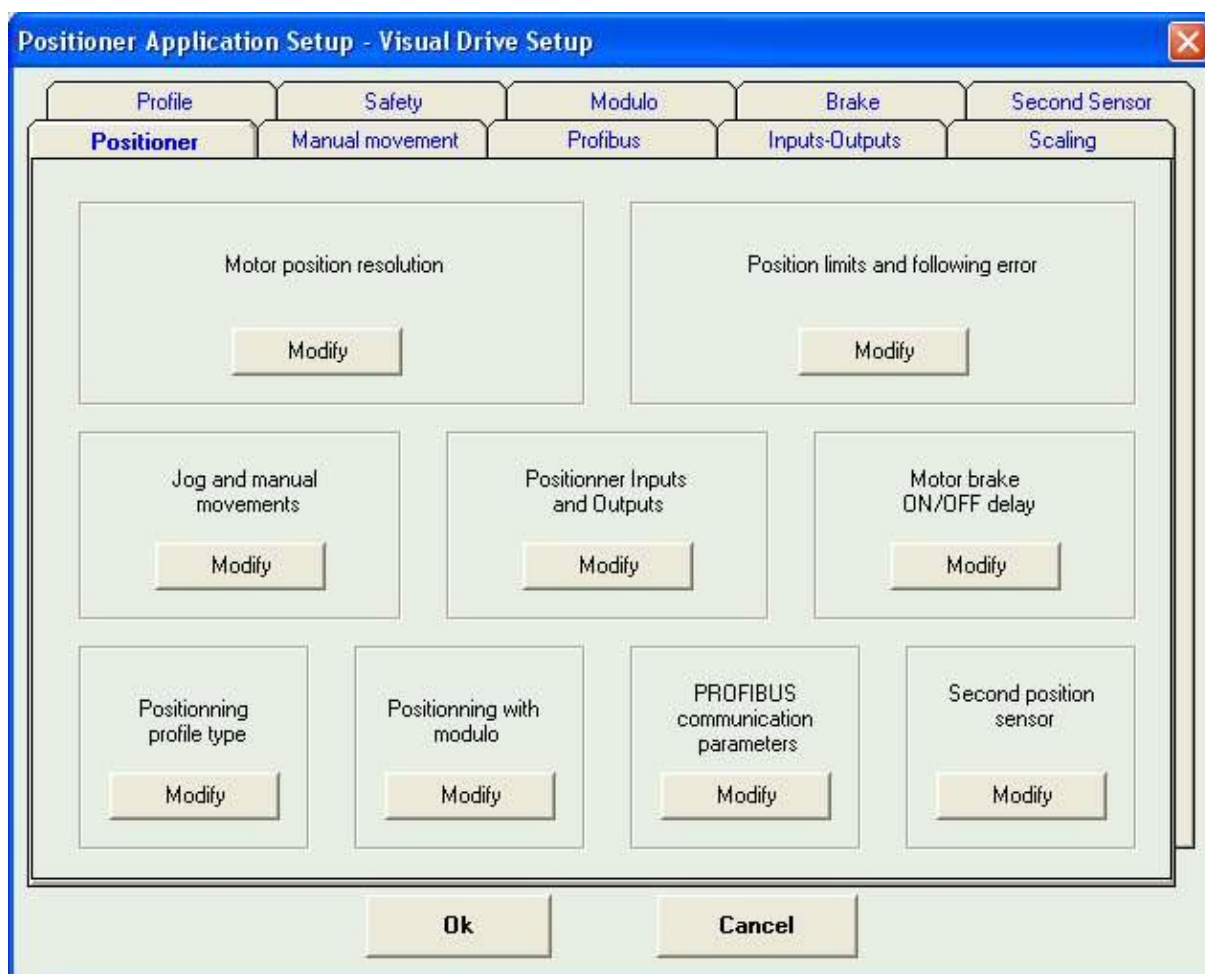 Positioner Application Setup - Visual Drive Setup
Profile Safety Modulo Brake Second Sensor
Positioner Manual movement Profibus Inputs-Outputs Scaling
Motor position resolution
Modify
Position limits and following error
Modify
Jog and manual
movements
Modify
Positionner Inputs
and Outputs
Modify
Motor brake
ON/OFF delay
Modify
Positionning
profile type
Modify
Positionning with
modulo
Modify
PROFIBUS
communication
parameters
Modify
Second position
sensor
Modify
Ok Cancel